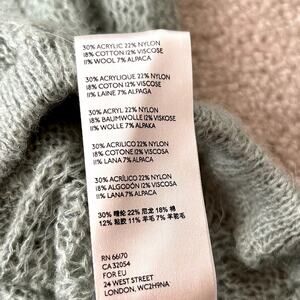 30% ACRYLIC 22% NYLON
18% COTTON 12% VISCOSE
11% WOOL 7% ALPACA
30% ACRYLIQUE 22% NYLON
18% COTON 12% VISCOSE
11% LAINE 7% ALPAGA
30% ACRYL 22% NYLON
18% BAUMWOLLE 12% VISKOSE
11% WOLLE 7% ALPAKA
30% ACRILICO 22% NYLON
18% COTONE 12% VISCOSA
11% LANA 7% ALPACA
30% ACRÍLICO 22% NYLON
18% ALGODÓN 12% VISCOSA
11% LANA 7% ALPACA
30% 腈纶 22% 尼龙 18% 棉
12% 粘胶 11% 羊毛 7% 羊驼毛
RN 66170
CA 32054
FOR EU
24 WEST STREET
LONDON, WC2H9NA